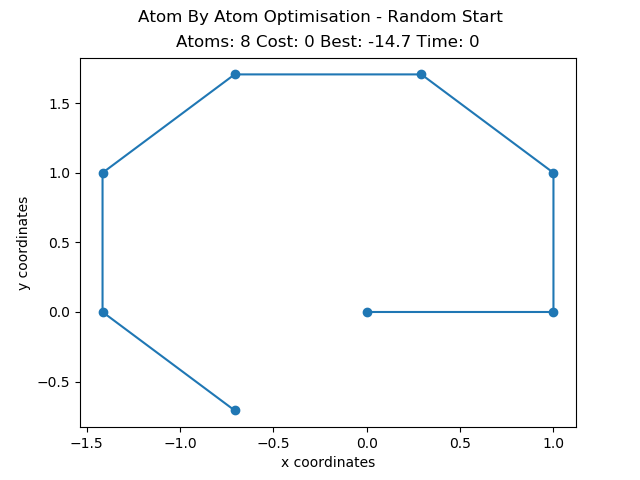 Atom By Atom Optimisation - Random Start
Atoms: 8 Cost: 0 Best: -14.7 Time: 0
1.5
1.0
0.5
0.0
−0.5
y coordinates
−1.5
−1.0
−0.5
0.0
0.5
1.0
x coordinates